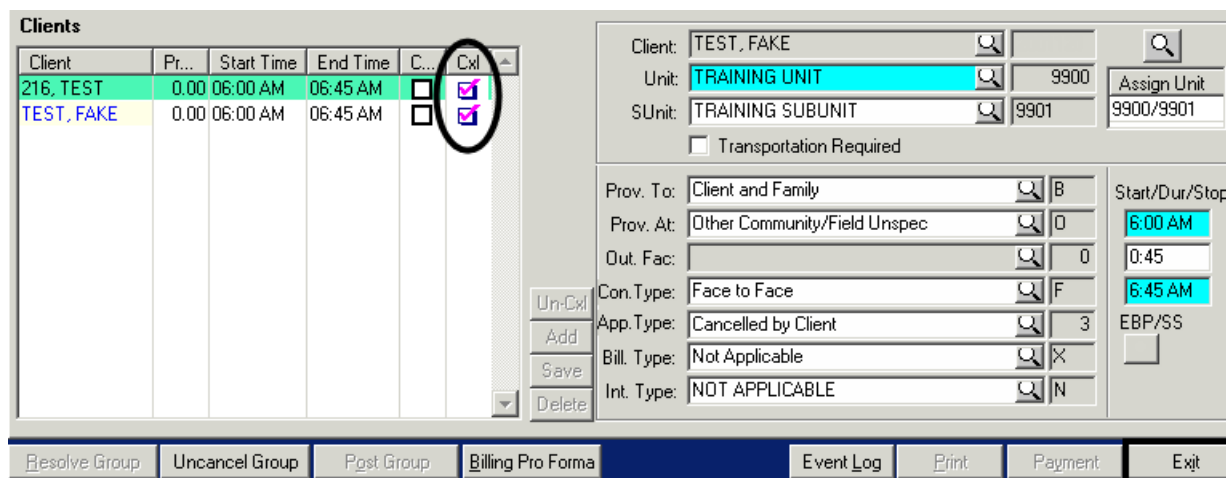 Clients
Client Pr... Start Time End Time C... Cxl
216, TEST 0.00 06:00 AM 06:45 AM
TEST, FAKE 0.00 06:00 AM 06:45 AM
Un-Cxl
Add
Save
Delete
Client: TEST, FAKE
Unit: TRAINING UNIT 9900
SUnit: TRAINING SUBUNIT 9901
Transportation Required
Assign Unit
9900/9901
Prov. To: Client and Family B
Prov. At: Other Community/Field Unspec O
Out. Fac: 0
Con.Type: Face to Face F
App.Type: Cancelled by Client 3
Bill. Type: Not Applicable X
Int. Type: NOT APPLICABLE N
Start/Dur/Stop
6:00 AM
0:45
6:45 AM
EBP/SS
Resolve Group Uncancel Group Post Group Billing Pro Forma Event Log Print Payment Exit